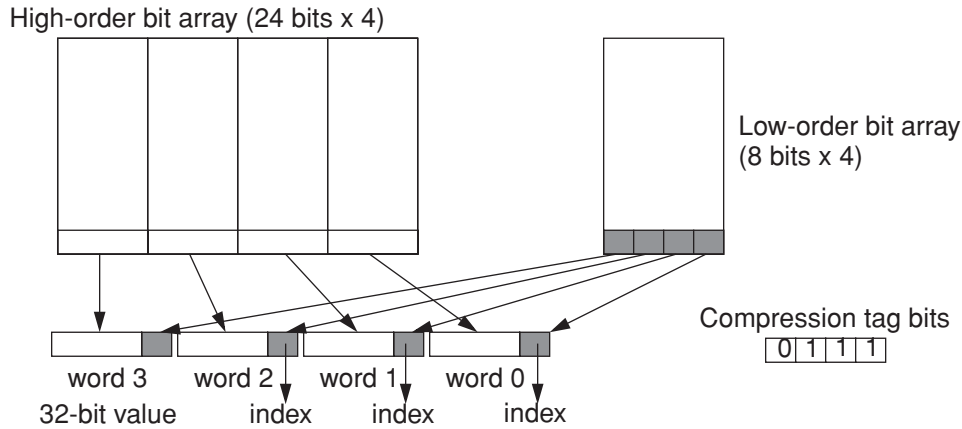 High-order bit array (24 bits x 4)
Low-order bit array
(8 bits x 4)
Compression tag bits
0 1 1 1
word 3 word 2 word 1 word 0
32-bit value index index index